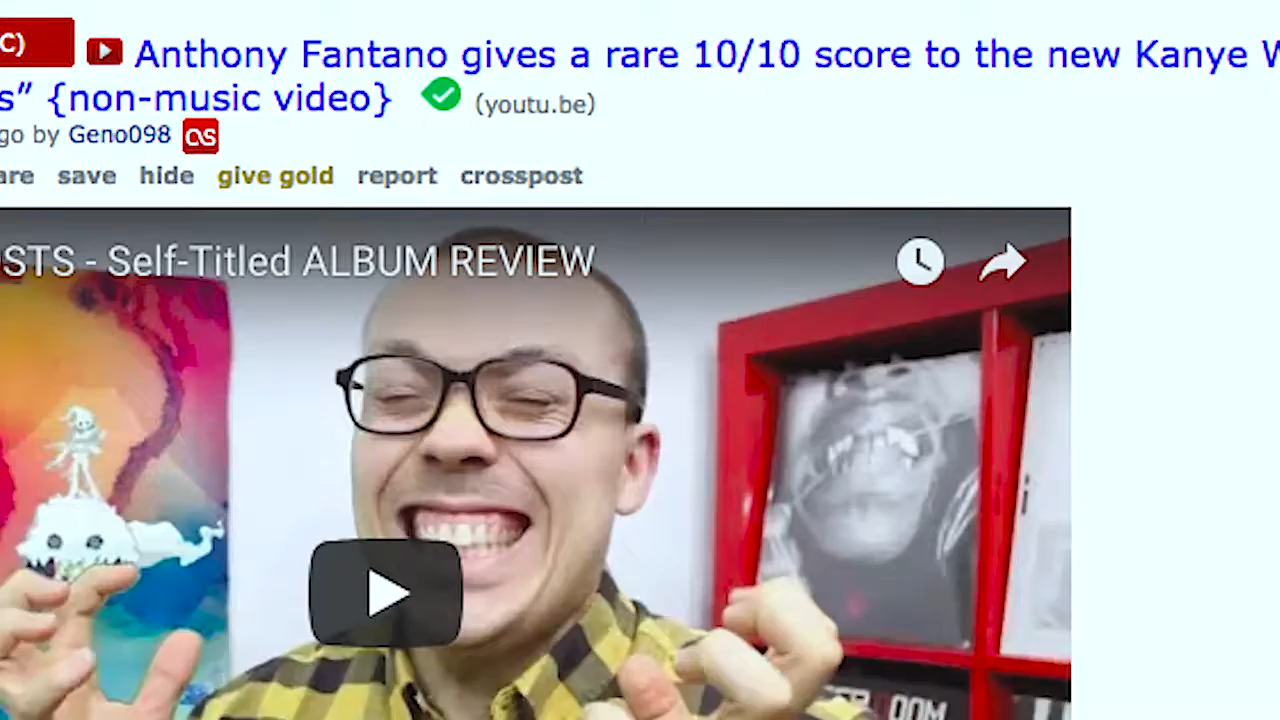 C)
Anthony Fantano gives a rare 10/10 score to the new Kanye W
s” {non-music video} (youtu.be)
go by Geno098
are save hide give gold report crosspost
STS - Self-Titled ALBUM REVIEW